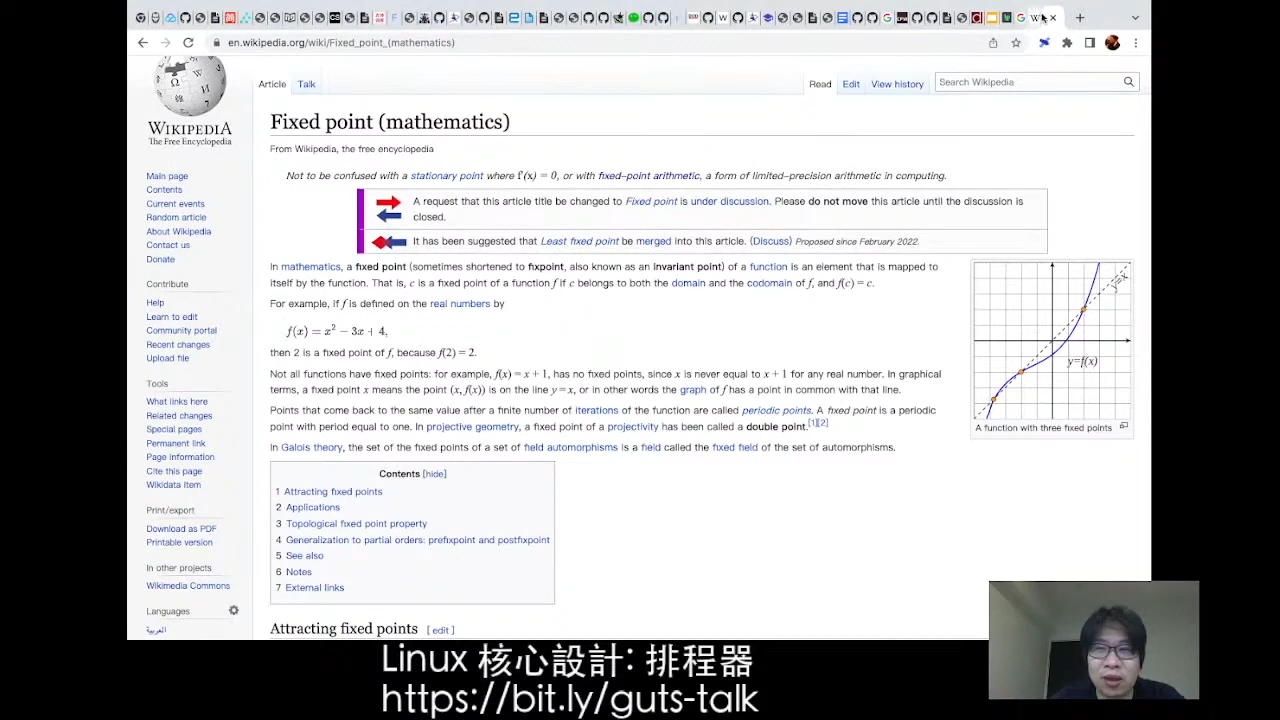 en.wikipedia.org/wiki/Fixed_point_(mathematics)
WIKIPEDIA
The Free Encyclopedia
Article Talk
Read Edit View history
Search Wikipedia
Main page
Contents
Current events
Random article
About Wikipedia
Contact us
Donate
Contribute
Help
Learn to edit
Community portal
Recent changes
Upload file
Tools
What links here
Related changes
Special pages
Permanent link
Page information
Cite this page
Wikidata item
Print/export
Download as PDF
Printable version
In other projects
Wikimedia Commons
Languages
العربية
Fixed point (mathematics)
From Wikipedia, the free encyclopedia
Not to be confused with a stationary point where f'(x) = 0, or with fixed-point arithmetic, a form of limited-precision arithmetic in computing.
A request that this article title be changed to Fixed point is under discussion. Please do not move this article until the discussion is
closed.
It has been suggested that Least fixed point be merged into this article. (Discuss) Proposed since February 2022.
In mathematics, a fixed point (sometimes shortened to fixpoint, also known as an invariant point) of a function is an element that is mapped to
itself by the function. That is, c is a fixed point of a function f if c belongs to both the domain and the codomain of f, and f(c) = c.
For example, if f is defined on the real numbers by
f(x) = x² − 3x + 4,
then 2 is a fixed point of f, because f(2) = 2.
Not all functions have fixed points: for example, f(x) = x + 1, has no fixed points, since x is never equal to x + 1 for any real number. In graphical
terms, a fixed point x means the point (x, f(x)) is on the line y = x, or in other words the graph of f has a point in common with that line.
Points that come back to the same value after a finite number of iterations of the function are called periodic points. A fixed point is a periodic
point with period equal to one. In projective geometry, a fixed point of a projectivity has been called a double point.[1][2]
In Galois theory, the set of the fixed points of a set of field automorphisms is a field called the fixed field of the set of automorphisms.
y=x
y=f(x)
A function with three fixed points
Contents [hide]
1 Attracting fixed points
2 Applications
3 Topological fixed point property
4 Generalization to partial orders: prefixpoint and postfixpoint
5 See also
6 Notes
7 External links
Attracting fixed points [ edit ]
Linux 核心設計: 排程器
https://bit.ly/guts-talk